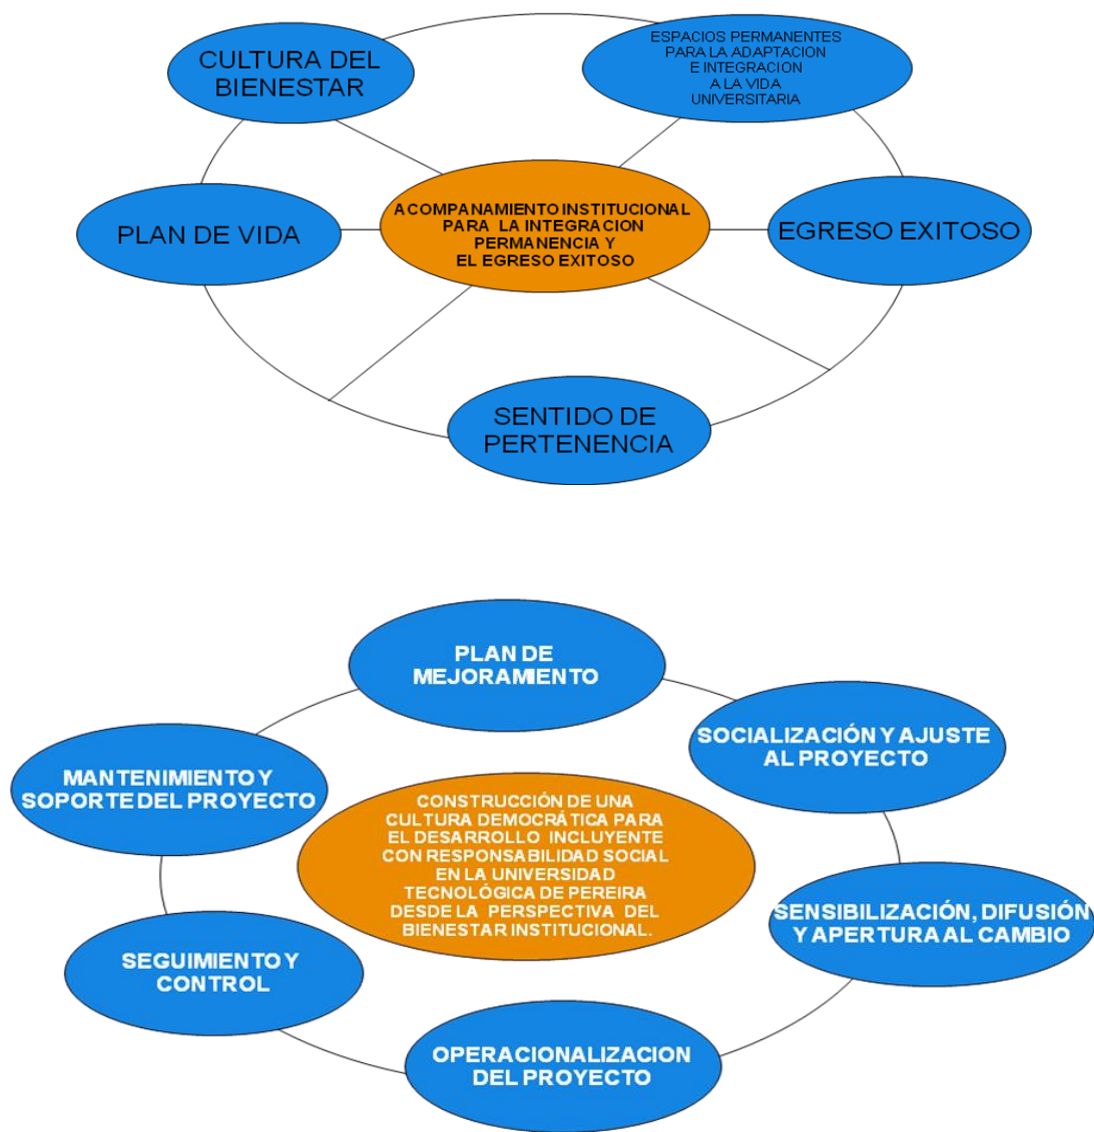 CULTURA DEL
BIENESTAR
ESPACIOS PERMANENTES
PARA LA ADAPTACION
E INTEGRACION
A LA VIDA
UNIVERSITARIA
PLAN DE VIDA
ACOMPANAMIENTO INSTITUCIONAL
PARA LA INTEGRACION
PERMANENCIA Y
EL EGRESO EXITOSO
EGRESO EXITOSO
SENTIDO DE
PERTENENCIA
PLAN DE
MEJORAMIENTO
SOCIALIZACIÓN Y AJUSTE
AL PROYECTO
MANTENIMIENTO Y
SOPORTE DEL PROYECTO
CONSTRUCCIÓN DE UNA
CULTURA DEMOCRÁTICA PARA
EL DESARROLLO INCLUYENTE
CON RESPONSABILIDAD SOCIAL
EN LA UNIVERSIDAD
TECNOLÓGICA DE PEREIRA
DESDE LA PERSPECTIVA DEL
BIENESTAR INSTITUCIONAL.
SENSIBILIZACIÓN, DIFUSIÓN
Y APERTURA AL CAMBIO
SEGUIMIENTO Y
CONTROL
OPERACIONALIZACION
DEL PROYECTO